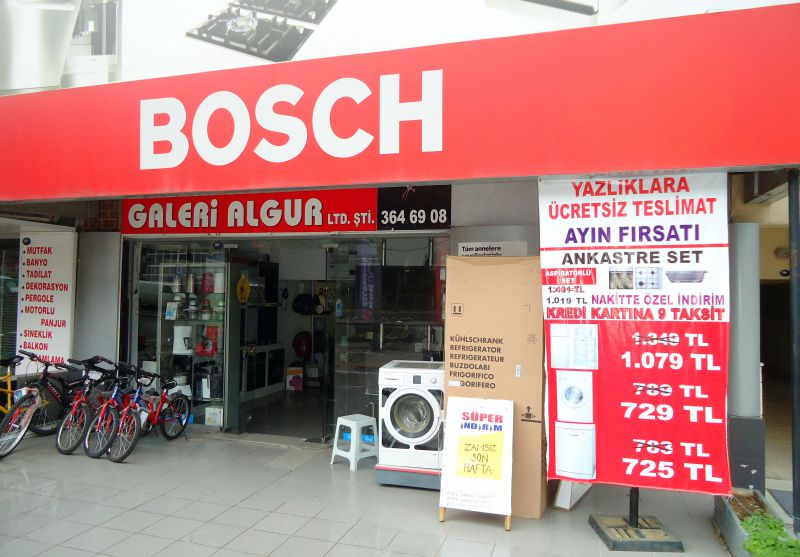 BOSCH
GALERİ ALGUR LTD. ŞTİ. 364 69 08
• MUTFAK
• BANYO
• TADİLAT
• DEKORASYON
• PERGOLE
• MOTORLU
PANJUR
• SİNEKLİK
• BALKON
Tüm annelere
KÜHLSCHRANK
REFRIGERATOR
REFRIGERATEUR
BUZDOLABI
FRIGORIFICO
SÜPER
İNDİRİM
ZAMSIZ
SON
HAFTA
YAZLIKLARA
ÜCRETSİZ TESLİMAT
AYIN FIRSATI
ANKASTRE SET
ASPİRATÖRLÜ
SET
1.019 TL NAKİTTE ÖZEL İNDİRİM
KREDİ KARTINA 9 TAKSİT
1.349 TL
1.079 TL
789 TL
729 TL
783 TL
725 TL